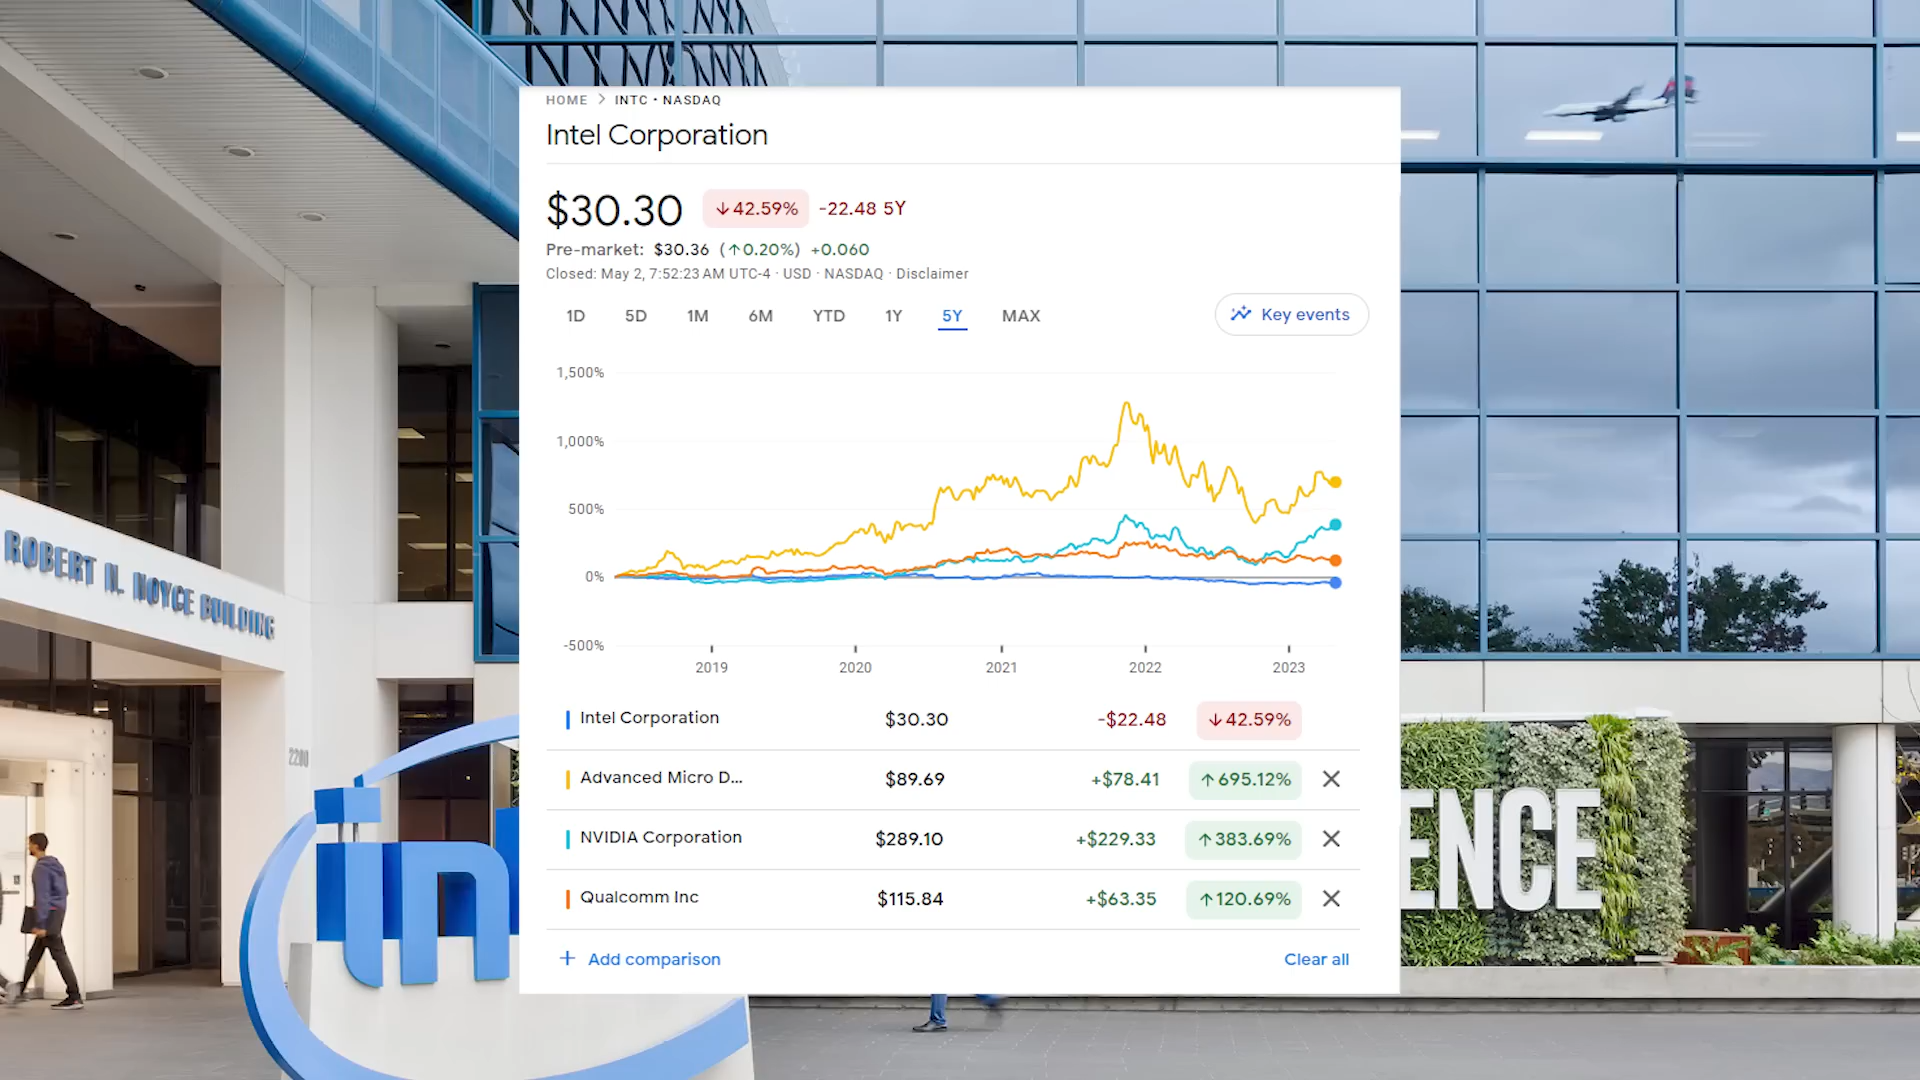 HOME > INTC • NASDAQ
Intel Corporation
$30.30 ↓42.59% -22.48 5Y
Pre-market: $30.36 (↑0.20%) +0.060
Closed: May 2, 7:52:23 AM UTC-4 · USD · NASDAQ · Disclaimer
1D 5D 1M 6M YTD 1Y 5Y MAX
Key events
1,500%
1,000%
500%
0%
-500%
2019 2020 2021 2022 2023
Intel Corporation $30.30 -$22.48 ↓42.59%
Advanced Micro D... $89.69 +$78.41 ↑695.12%
NVIDIA Corporation $289.10 +$229.33 ↑383.69%
Qualcomm Inc $115.84 +$63.35 ↑120.69%
+ Add comparison
Clear all
ROBERT N. NOYCE BUILDING
2200
in
ENCE